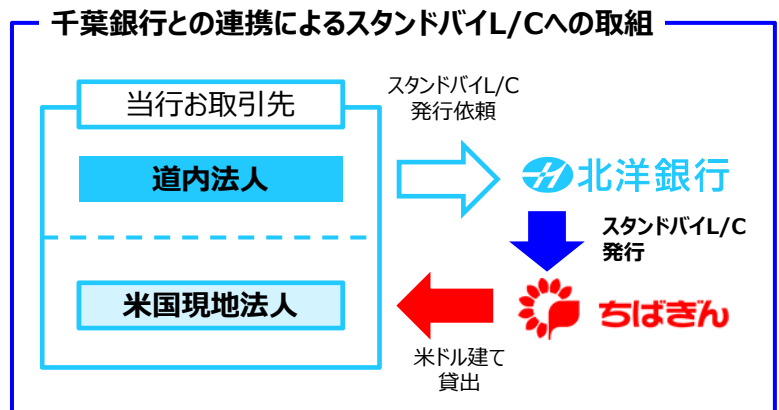 千葉銀行との連携によるスタンドバイL/Cへの取組
当行お取引先
スタンドバイL/C
発行依頼
道内法人
北洋銀行
スタンドバイL/C
発行
米国現地法人
ちばぎん
米ドル建て
貸出